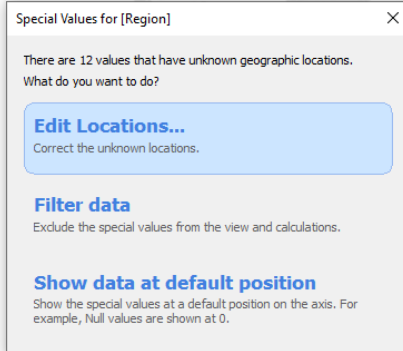 Special Values for [Region]
There are 12 values that have unknown geographic locations.
What do you want to do?
Edit Locations...
Correct the unknown locations.
Filter data
Exclude the special values from the view and calculations.
Show data at default position
Show the special values at a default position on the axis. For
example, Null values are shown at 0.